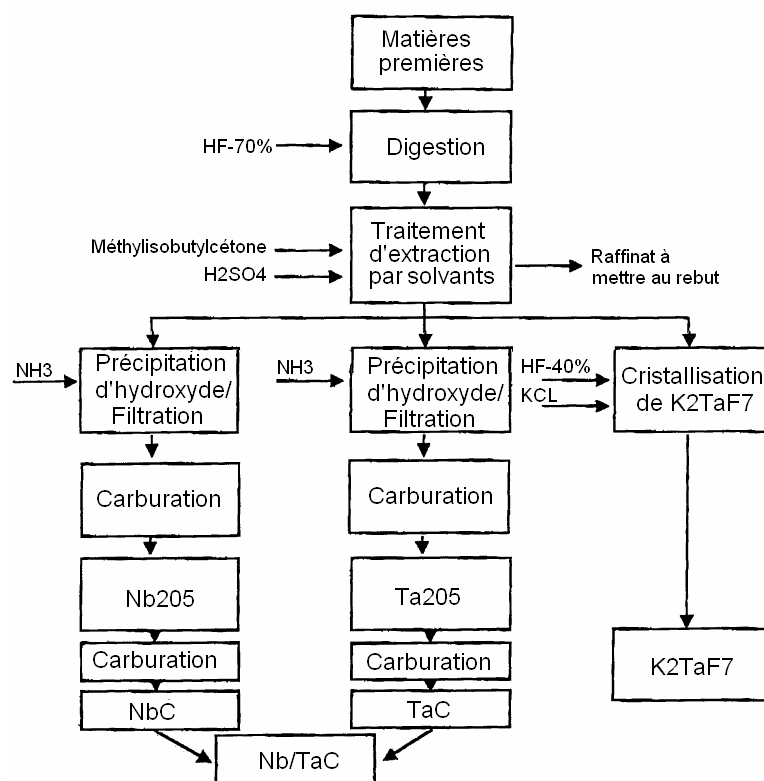 Matières
premières
HF-70%
Digestion
Méthylisobutylcétone
H2SO4
Traitement
d'extraction
par solvants
Raffinat à
mettre au rebut
NH3
Précipitation
d'hydroxyde/
Filtration
NH3
Précipitation
d'hydroxyde/
Filtration
HF-40%
KCL
Cristallisation
de K2TaF7
Carburation
Carburation
Nb205
Ta205
K2TaF7
Carburation
Carburation
NbC
TaC
Nb/TaC